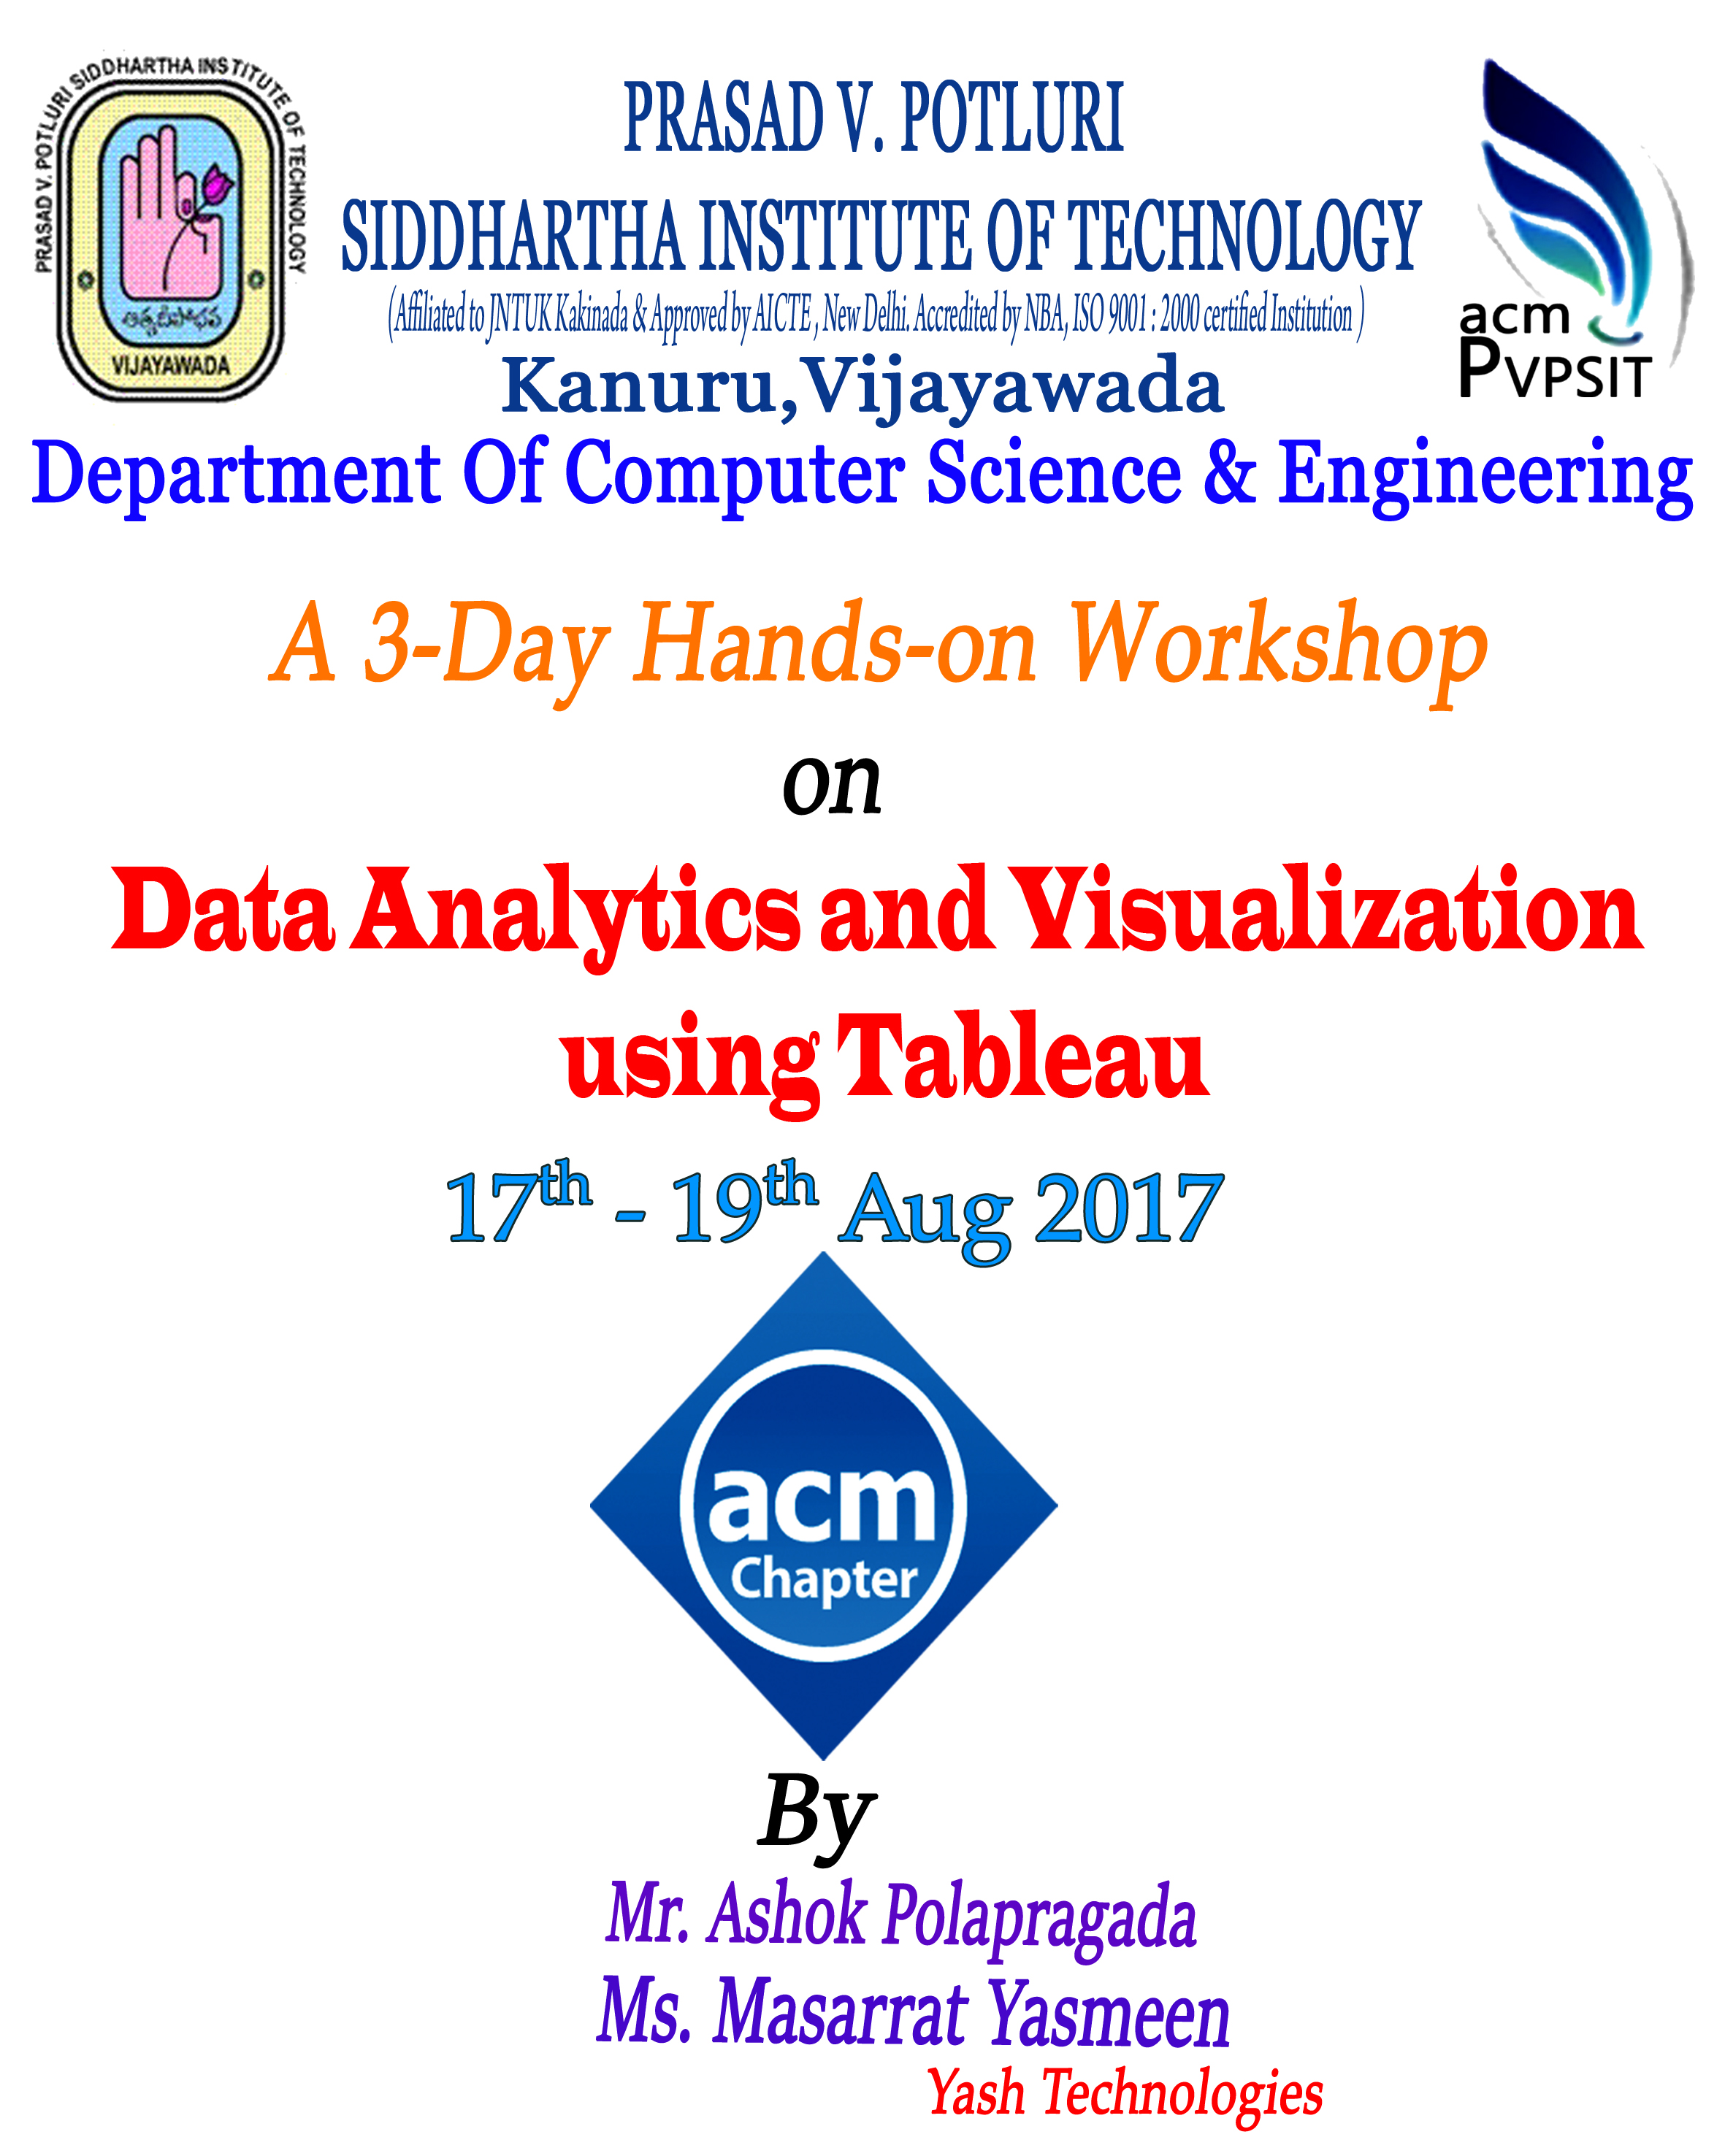 PRASAD V. POTLURI SIDDHARTHA INSTITUTE OF TECHNOLOGY
VIJAYAWADA
PRASAD V. POTLURI
SIDDHARTHA INSTITUTE OF TECHNOLOGY
(Affiliated to JNTUK Kakinada & Approved by AICTE , New Delhi. Accredited by NBA, ISO 9001 : 2000 certified Institution )
Kanuru,Vijayawada
acm
PVPSIT
Department Of Computer Science & Engineering
A 3-Day Hands-on Workshop
on
Data Analytics and Visualization
using Tableau
17th - 19th Aug 2017
acm
Chapter
By
Mr. Ashok Polapragada
Ms. Masarrat Yasmeen
Yash Technologies